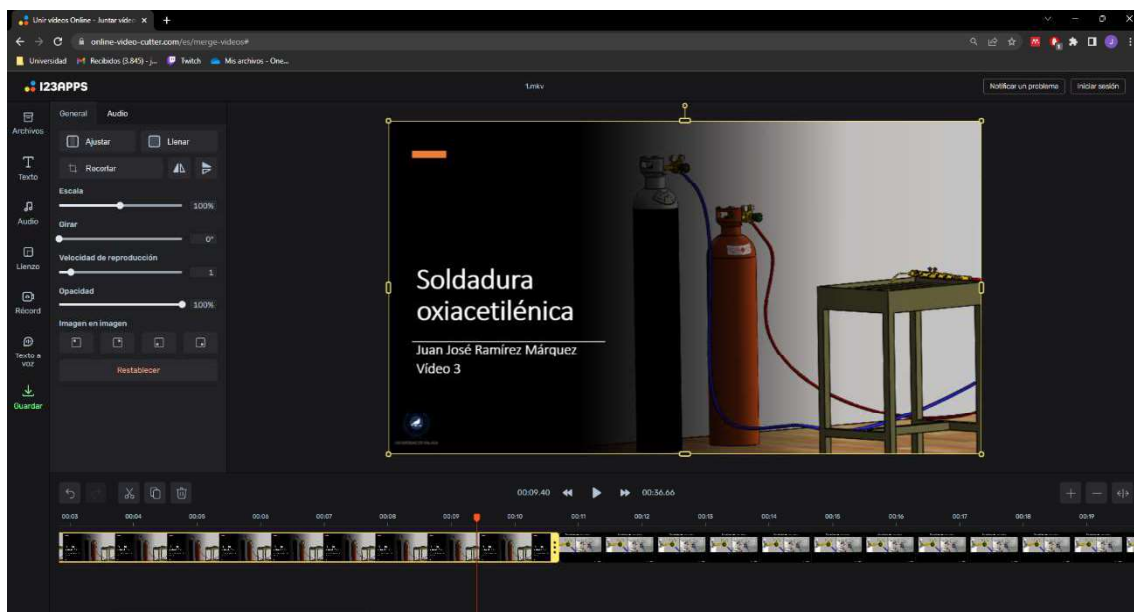 Unir vídeos Online - Juntar vídeo
online-video-cutter.com/es/merge-videos#
Universidad
Recibidos (3.845) - j...
Twitch
Mis archivos - One...
123APPS
1.mkv
Notificar un problema
Iniciar sesión
Archivos
Texto
Audio
Lienzo
Récord
Texto a
voz
Guardar
General
Audio
Ajustar
Llenar
Recortar
Escala
100%
Girar
0°
Velocidad de reproducción
1
Opacidad
100%
Imagen en imagen
Restablecer
Soldadura
oxiacetilénica
Juan José Ramírez Márquez
Vídeo 3
00:09.40
00:36.66
00:03 00:04 00:05 00:06 00:07 00:08 00:09 00:10 00:11 00:12 00:13 00:14 00:15 00:16 00:17 00:18 00:19